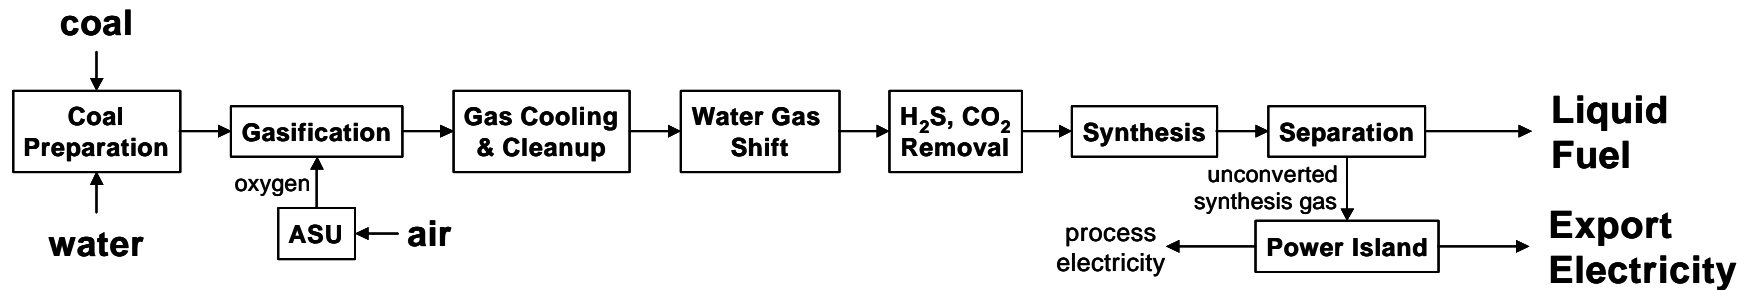 coal
Coal
Preparation
water
Gasification
oxygen
ASU
air
Gas Cooling
& Cleanup
Water Gas
Shift
H₂S, CO₂
Removal
Synthesis
Separation
Liquid
Fuel
unconverted
synthesis gas
Power Island
process
electricity
Export
Electricity